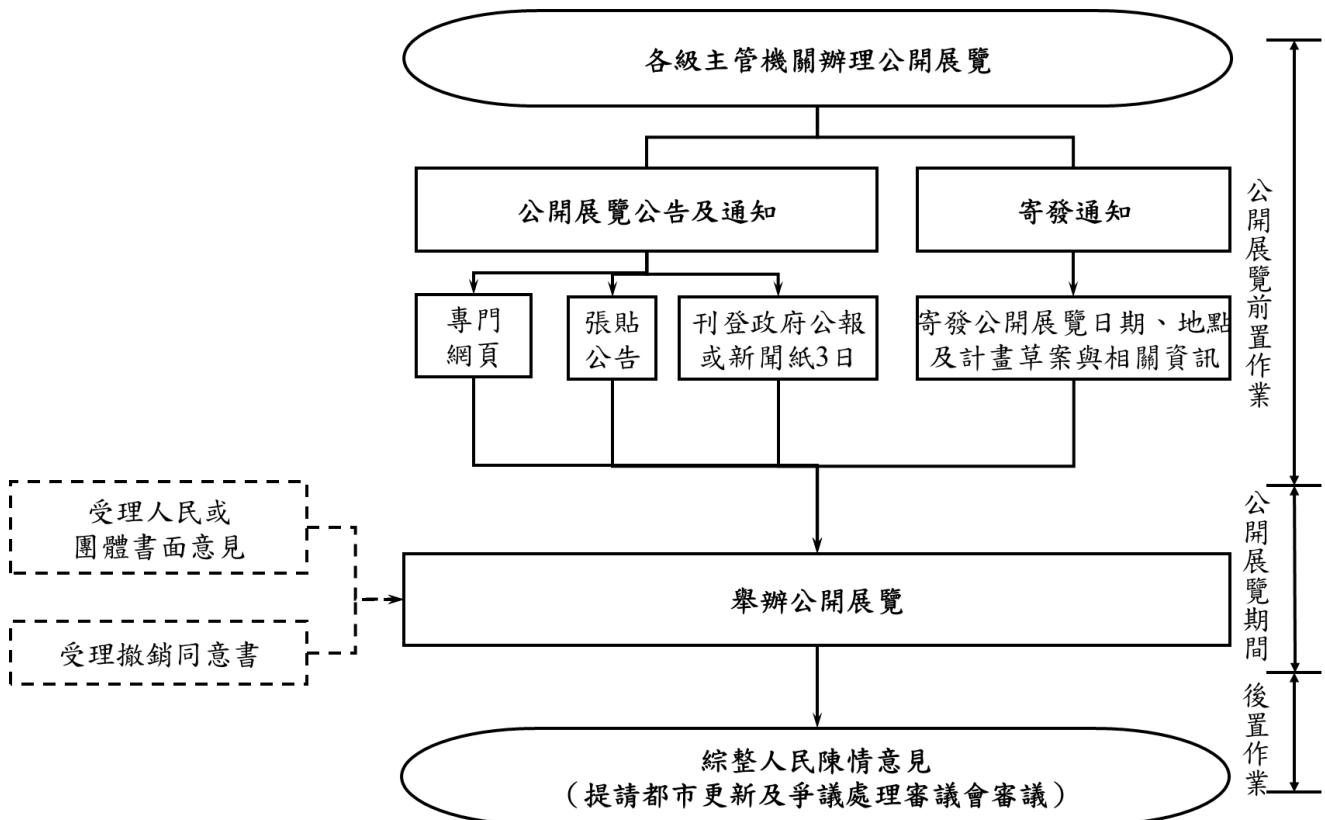 各級主管機關辦理公開展覽
公開展覽公告及通知
寄發通知
專門
網頁
張貼
公告
刊登政府公報
或新聞紙3日
寄發公開展覽日期、地點
及計畫草案與相關資訊
公開展覽前置作業
受理人民或
團體書面意見
受理撤銷同意書
舉辦公開展覽
公開展覽期間
綜整人民陳情意見
（提請都市更新及爭議處理審議會審議）
後置作業